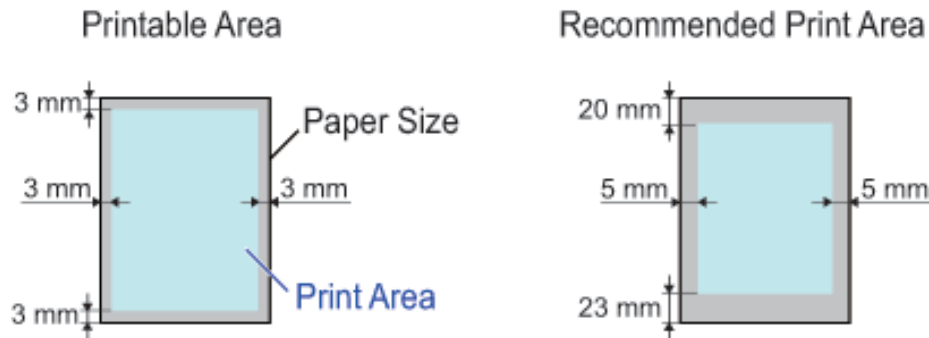 Printable Area
3 mm
Paper Size
3 mm
3 mm
Print Area
3 mm
Recommended Print Area
20 mm
5 mm
5 mm
23 mm